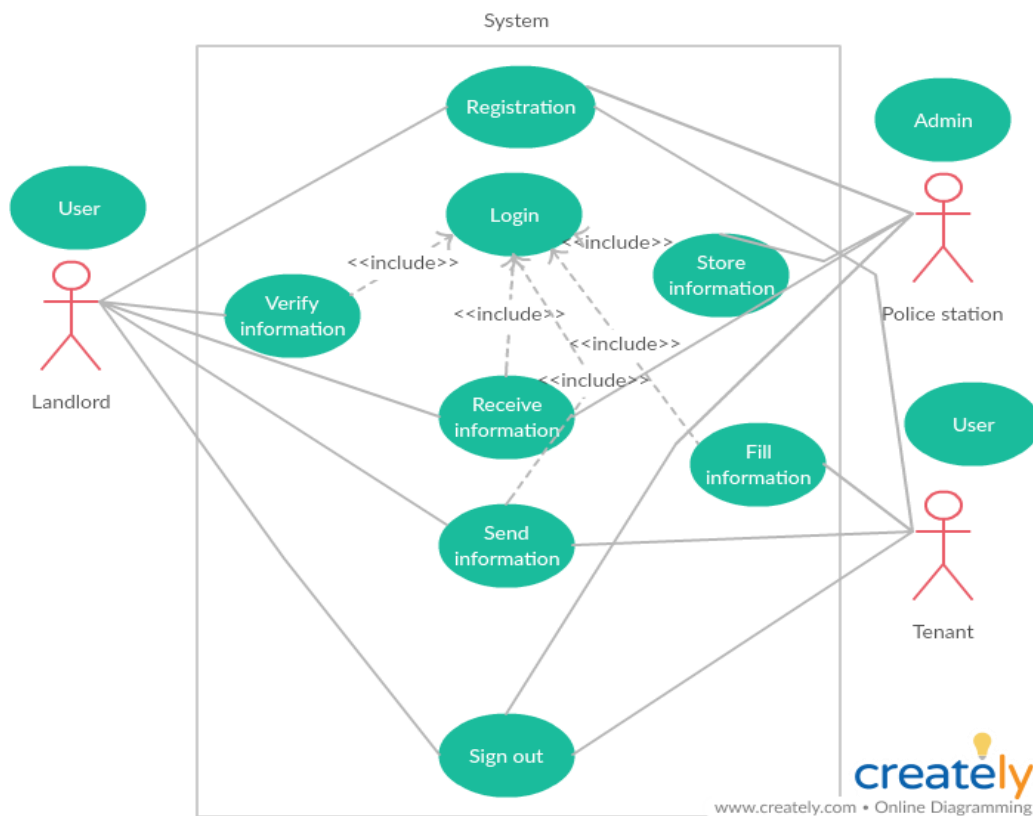 System
Registration
Admin
User
Login
<<include>>
<<include>>
Store
information
Verify
information
Police station
<<include>>
<<include>>
<<include>>
Landlord
Receive
information
User
Fill
information
Send
information
Tenant
Sign out
creately
www.creately.com • Online Diagramming